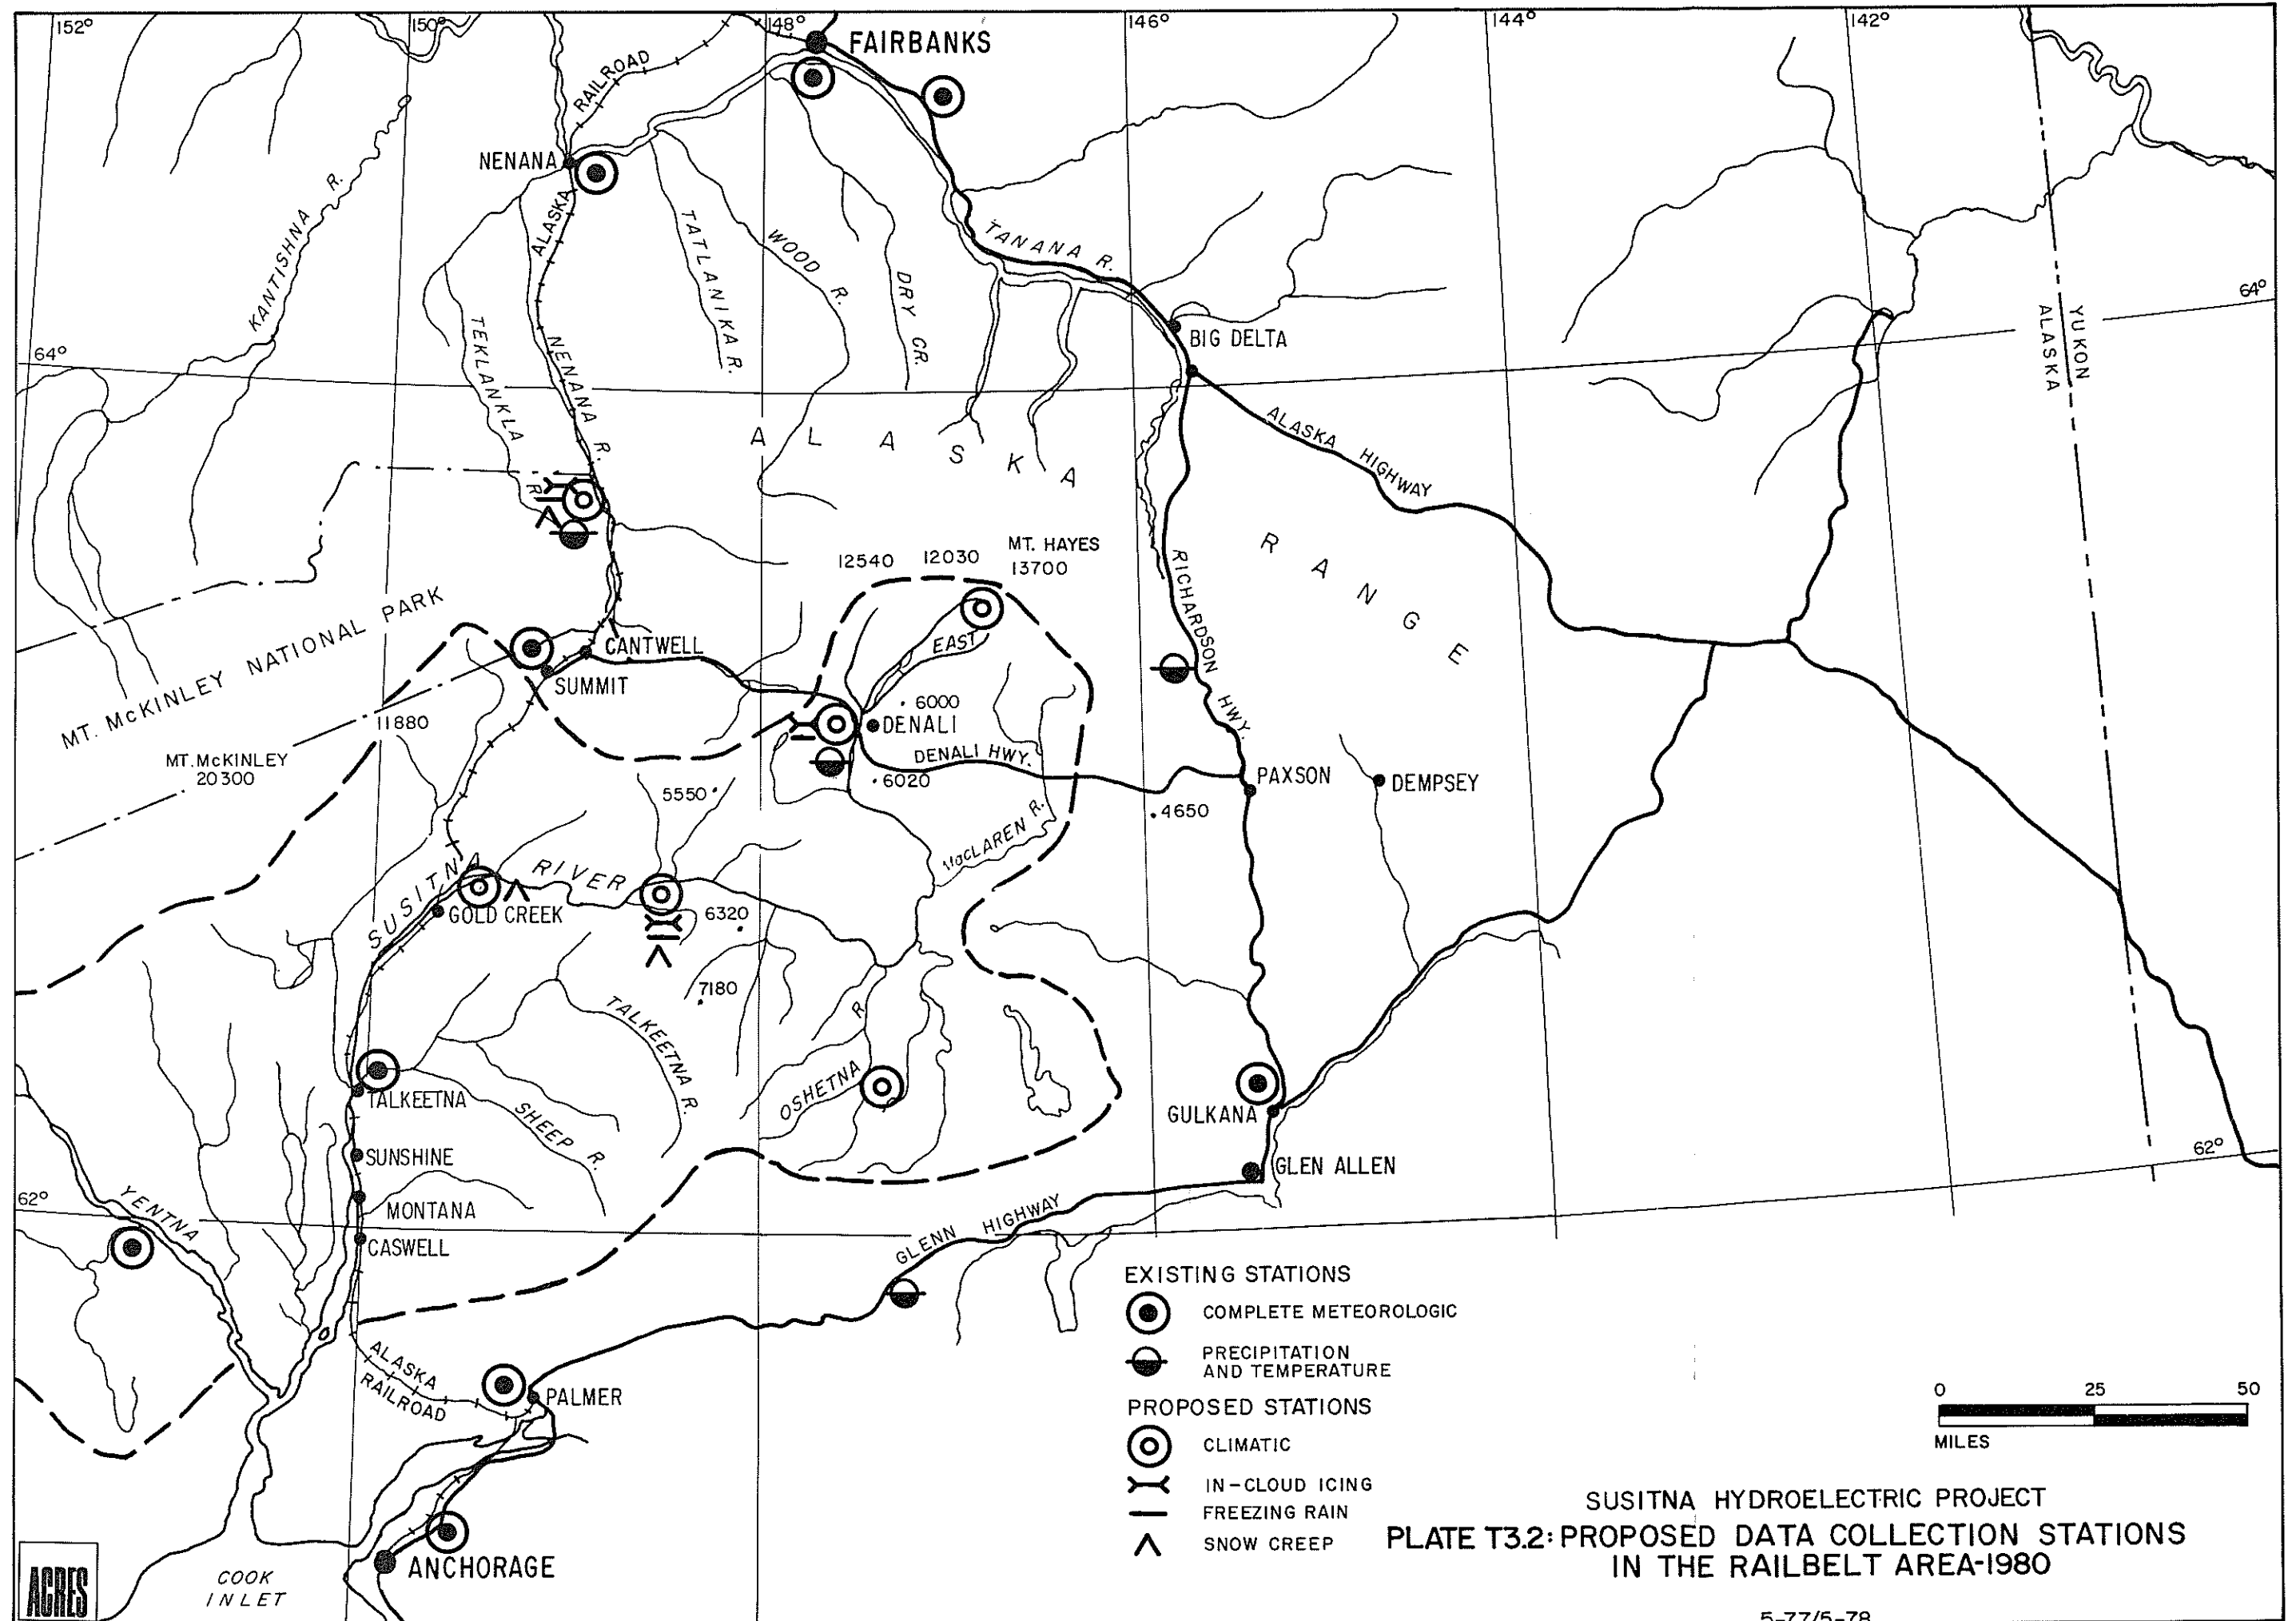 152°
150°
148°
146°
144°
142°
FAIRBANKS
RAILROAD
NENANA
ALASKA
KANTISHNA R.
TATLANIKA R.
WOOD R.
DRY CR.
TANANA R.
TEKLANKLA R.
NENANA R.
BIG DELTA
64°
64°
YUKON
ALASKA
ALASKA HIGHWAY
ALASKA
RANGE
12540
12030
MT. HAYES
13700
RICHARDSON HWY.
MT. McKINLEY NATIONAL PARK
CANTWELL
SUMMIT
EAST
6000
DENALI
11880
MT. McKINLEY
20300
DENALI HWY.
6020
5550
PAXSON
DEMPSEY
4650
MacLAREN R.
SUSITNA RIVER
GOLD CREEK
6320
7180
TALKEETNA R.
OSHETNA R.
TALKEETNA
SHEEP R.
GULKANA
SUNSHINE
GLEN ALLEN
62°
62°
MONTANA
YENTNA
CASWELL
GLENN HIGHWAY
ALASKA
RAILROAD
PALMER
ANCHORAGE
COOK
INLET
ACRES
EXISTING STATIONS
COMPLETE METEOROLOGIC
PRECIPITATION
AND TEMPERATURE
PROPOSED STATIONS
CLIMATIC
IN-CLOUD ICING
FREEZING RAIN
SNOW CREEP
0 25 50
MILES
SUSITNA HYDROELECTRIC PROJECT
PLATE T3.2: PROPOSED DATA COLLECTION STATIONS
IN THE RAILBELT AREA-1980
5-77/5-78